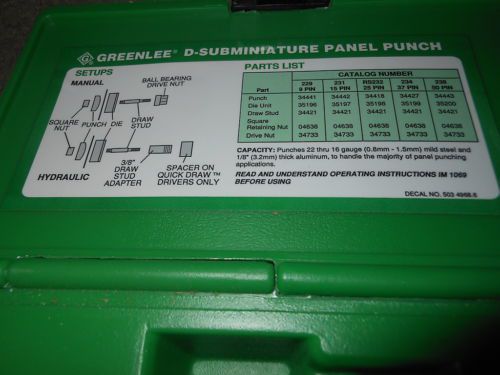 GREENLEE® D-SUBMINIATURE PANEL PUNCH
SETUPS
MANUAL
BALL BEARING
DRIVE NUT
SQUARE
NUT
PUNCH
DIE
DRAW
STUD
HYDRAULIC
3/8"
DRAW
STUD
ADAPTER
SPACER ON
QUICK DRAW™
DRIVERS ONLY
PARTS LIST
CATALOG NUMBER
Part 229 9 PIN 231 15 PIN RS232 25 PIN 234 37 PIN 238 50 PIN
Punch 34441 34442 34418 34427 34443
Die Unit 35196 35197 35198 35199 35200
Draw Stud 34421 34421 34421 34421
Square
Retaining Nut 04638 04638 04638 04638
Drive Nut 34733 34733 34733 34733 34733
CAPACITY: Punches 22 thru 16 gauge (0.8mm - 1.5mm) mild steel and
1/8" (3.2mm) thick aluminum, to handle the majority of panel punching
applications.
READ AND UNDERSTAND OPERATING INSTRUCTIONS IM 1069
BEFORE USING
DECAL NO. 503